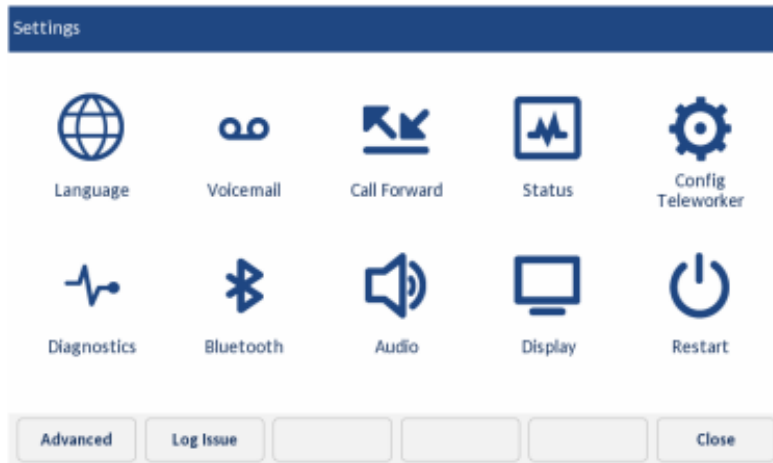 Settings
Language
Voicemail
Call Forward
Status
Config
Teleworker
Diagnostics
Bluetooth
Audio
Display
Restart
Advanced
Log Issue
Close